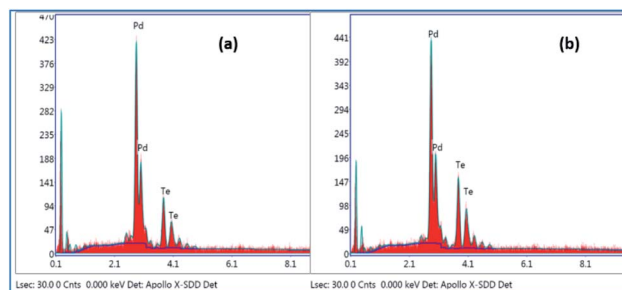 470
423
376
329
282
235
188
141
94
47
0
0.1 2.1 4.1 6.1 8.1
Pd
Pd
Te
Te
(a)
Lsec: 30.0 0 Cnts 0.000 keV Det: Apollo X-SDD Det
441
392
343
294
245
196
147
98
49
0
0.1 2.1 4.1 6.1 8.1
Pd
Pd
Te
Te
(b)
Lsec: 30.0 0 Cnts 0.000 keV Det: Apollo X-SDD Det